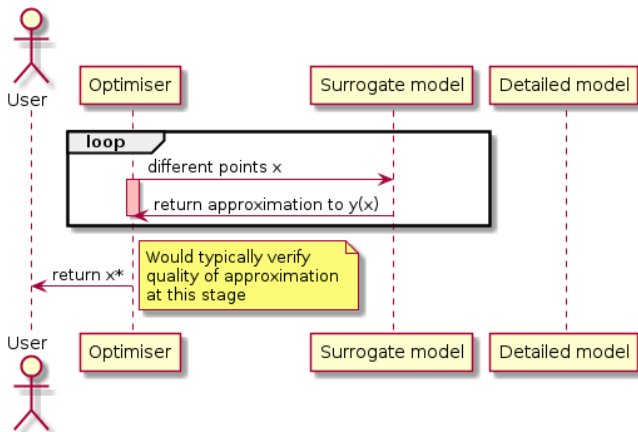 User
Optimiser
Surrogate model
Detailed model
loop
different points x
return approximation to y(x)
Would typically verify
quality of approximation
at this stage
return x*
User
Optimiser
Surrogate model
Detailed model